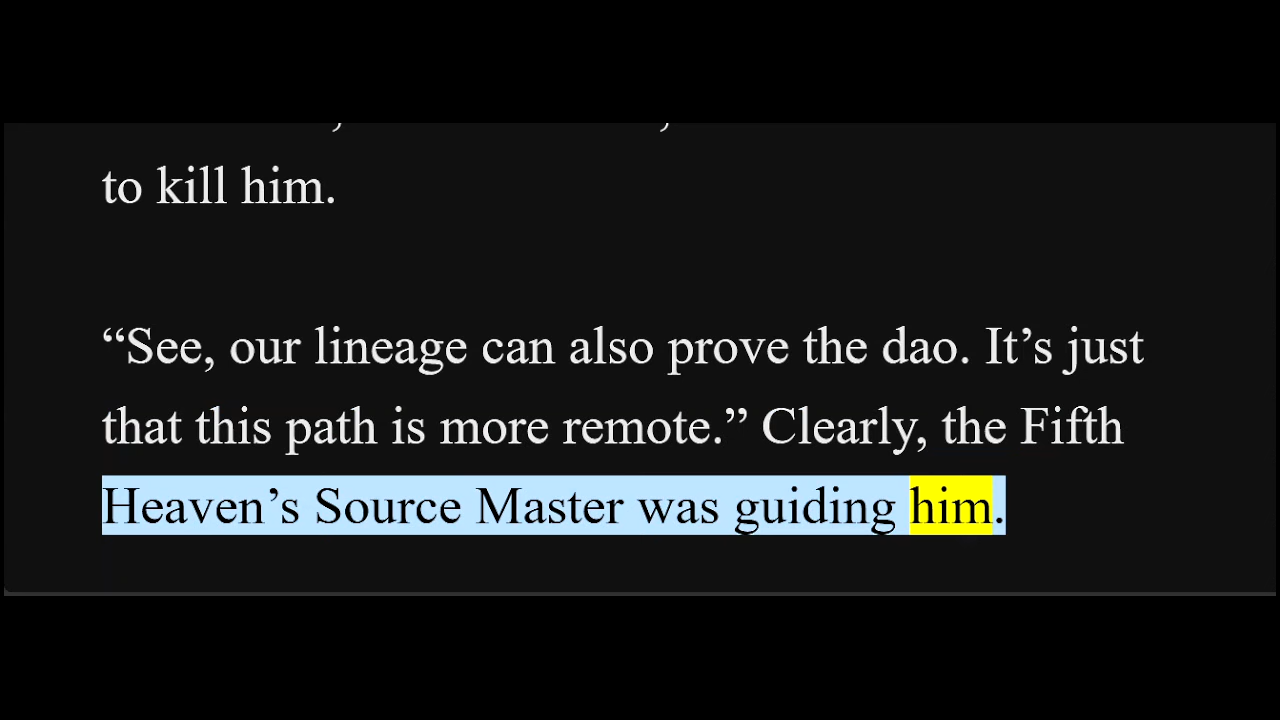 to kill him.
“See, our lineage can also prove the dao. It’s just
that this path is more remote.” Clearly, the Fifth
Heaven’s Source Master was guiding him.